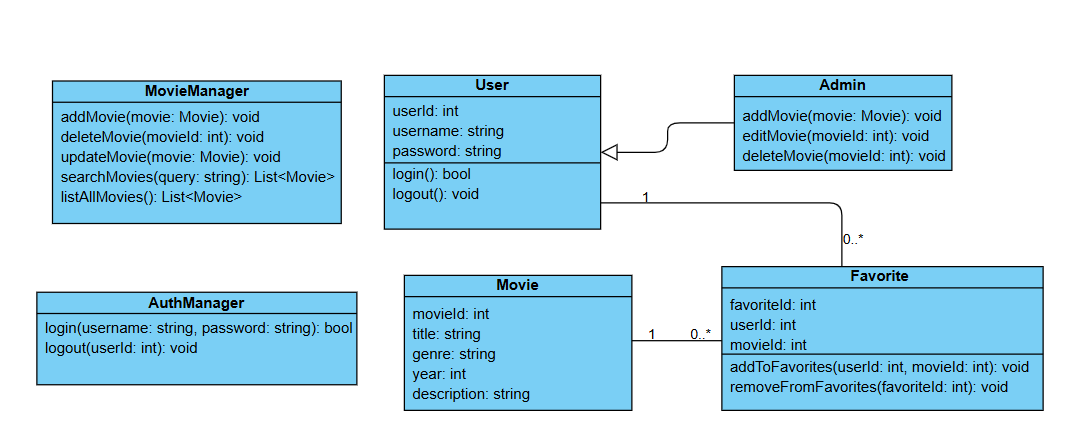 MovieManager
addMovie(movie: Movie): void
deleteMovie(movieId: int): void
updateMovie(movie: Movie): void
searchMovies(query: string): List<Movie>
listAllMovies(): List<Movie>
User
userId: int
username: string
password: string
login(): bool
logout(): void
Admin
addMovie(movie: Movie): void
editMovie(movieId: int): void
deleteMovie(movieId: int): void
1
0..*
AuthManager
login(username: string, password: string): bool
logout(userId: int): void
Movie
movieId: int
title: string
genre: string
year: int
description: string
1
0..*
Favorite
favoriteId: int
userId: int
movieId: int
addToFavorites(userId: int, movieId: int): void
removeFromFavorites(favoriteId: int): void